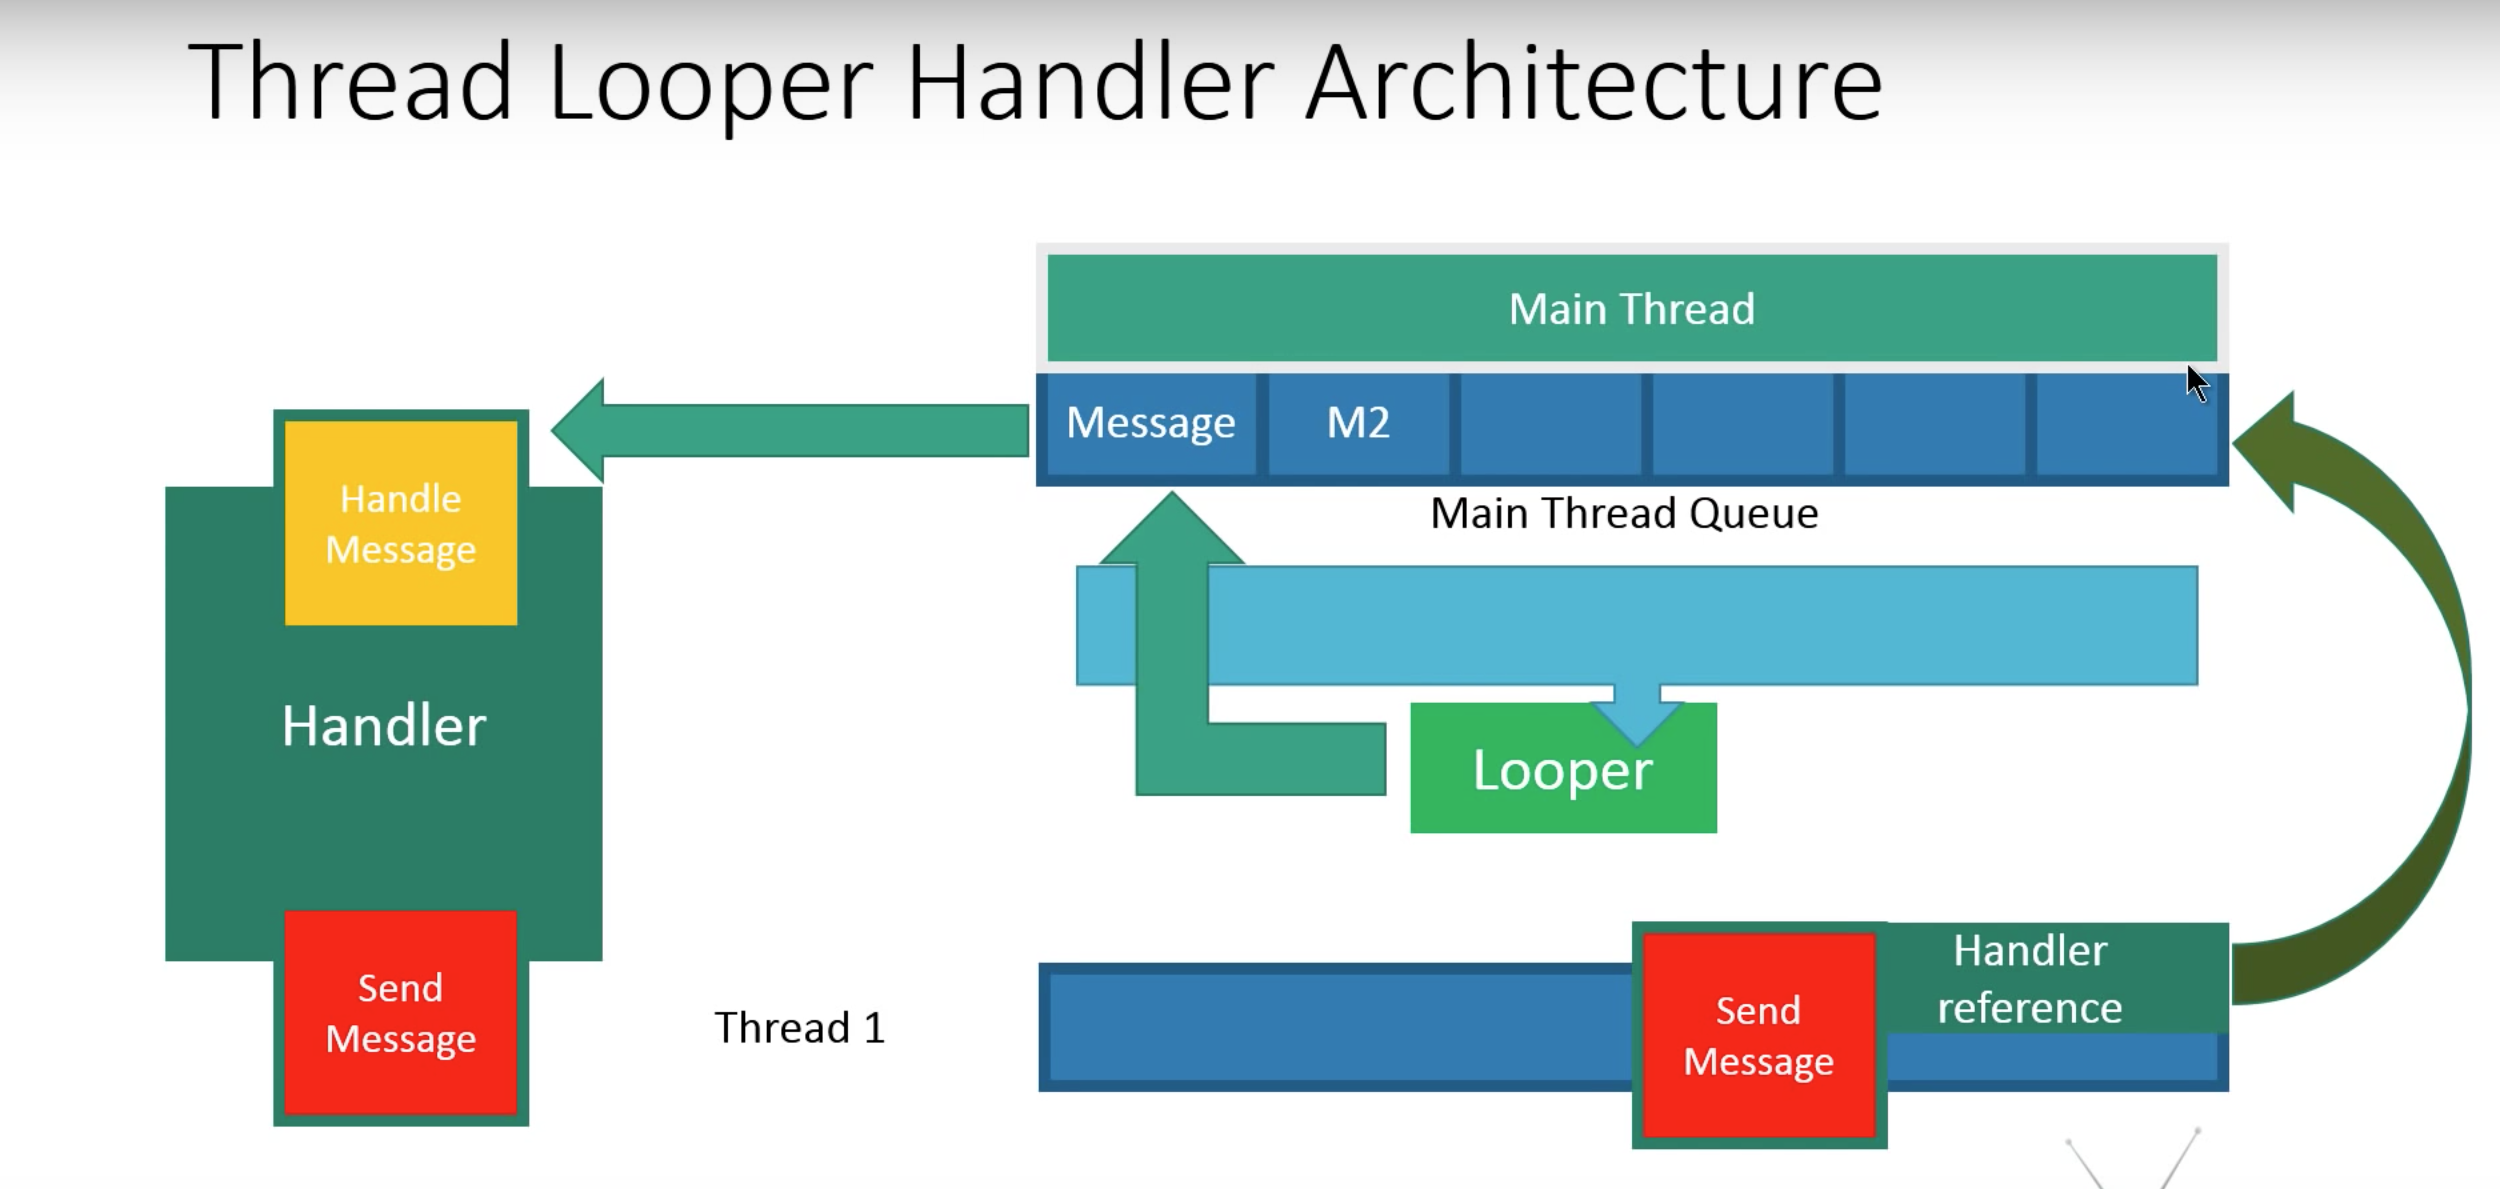 Thread Looper Handler Architecture
Main Thread
Message
M2
Main Thread Queue
Handle
Message
Handler
Send
Message
Looper
Thread 1
Send
Message
Handler
reference